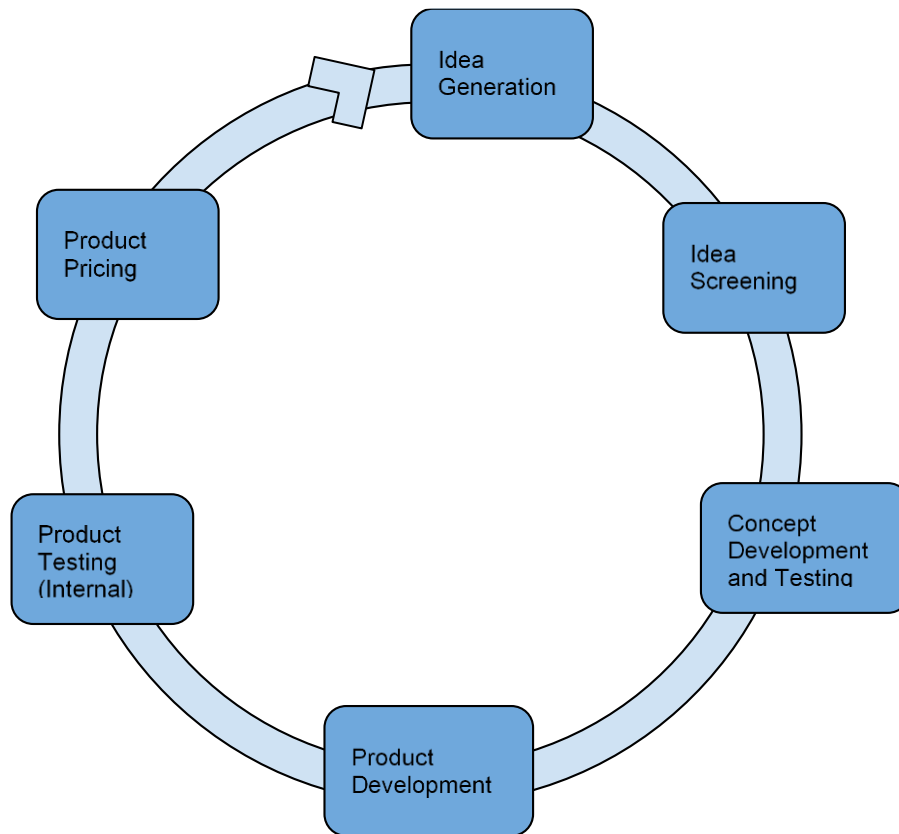 Idea
Generation
Idea
Screening
Concept
Development
and Testing
Product
Development
Product
Testing
(Internal)
Product
Pricing